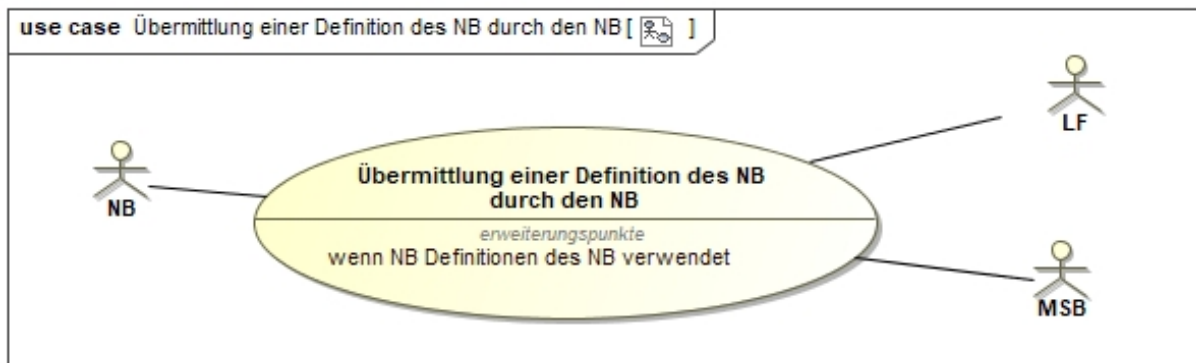 use case Übermittlung einer Definition des NB durch den NB [ ]
LF
Übermittlung einer Definition des NB
durch den NB
NB
erweiterungspunkte
wenn NB Definitionen des NB verwendet
MSB